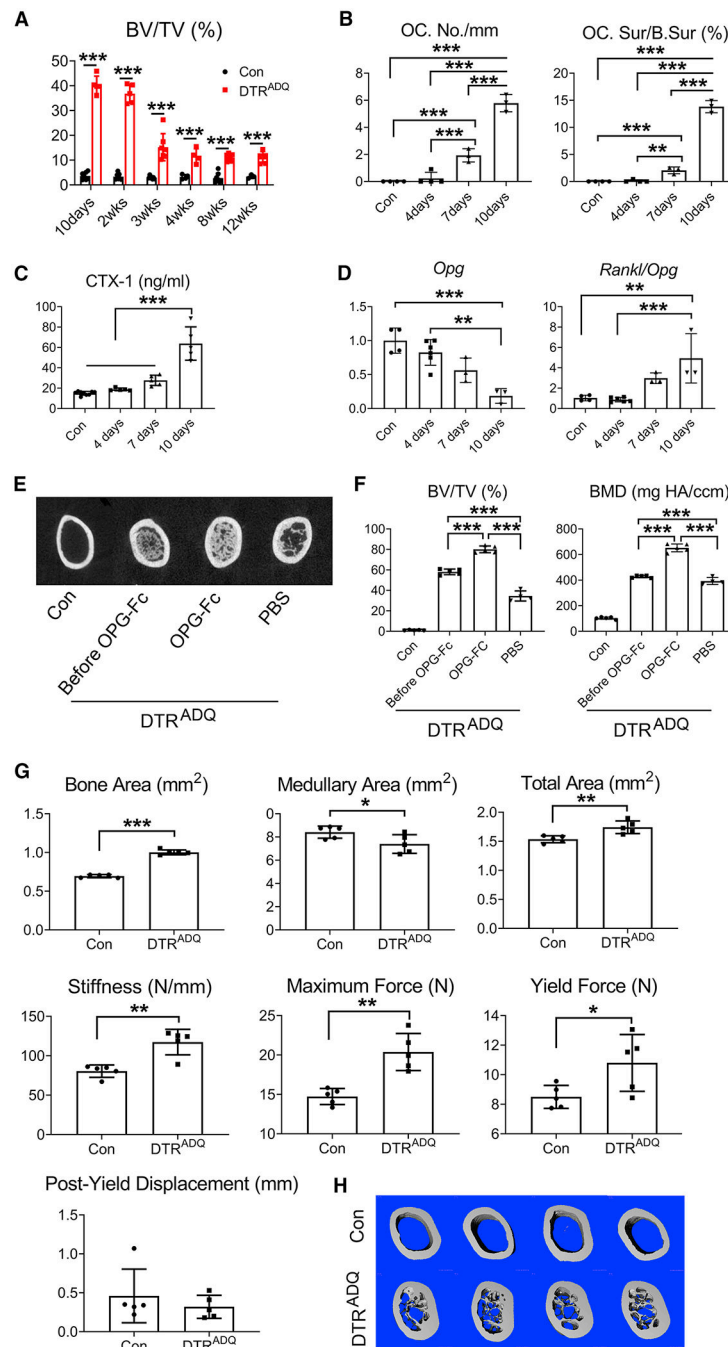 A
BV/TV (%)
***
***
***
***
***
***
Con
DTR^ADQ
50
40
30
20
10
0
10days
2wks
3wks
4wks
8wks
12wks
B
OC. No./mm
***
***
***
***
***
8
6
4
2
0
Con
4days
7days
10days
OC. Sur/B.Sur (%)
***
***
***
***
**
20
15
10
5
0
Con
4days
7days
10days
C
CTX-1 (ng/ml)
***
100
80
60
40
20
0
Con
4 days
7 days
10 days
D
Opg
***
**
1.5
1.0
0.5
0.0
Con
4 days
7 days
10 days
Rankl/Opg
**
***
8
6
4
2
0
Con
4 days
7 days
10 days
E
Con
Before OPG-Fc
OPG-Fc
PBS
DTR^ADQ
F
BV/TV (%)
***
*** ***
100
80
60
40
20
0
Con
Before OPG-Fc
OPG-FC
PBS
DTR^ADQ
BMD (mg HA/ccm)
***
*** ***
800
600
400
200
0
Con
Before OPG-Fc
OPG-FC
PBS
DTR^ADQ
G
Bone Area (mm²)
***
1.5
1.0
0.5
0.0
Con
DTR^ADQ
Medullary Area (mm²)
*
0
8
6
4
2
0
Con
DTR^ADQ
Total Area (mm²)
**
2.0
1.5
1.0
0.5
0.0
Con
DTR^ADQ
Stiffness (N/mm)
**
150
100
50
0
Con
DTR^ADQ
Maximum Force (N)
**
25
20
15
10
Con
DTR^ADQ
Yield Force (N)
*
14
12
10
8
6
Con
DTR^ADQ
Post-Yield Displacement (mm)
1.5
1.0
0.5
0.0
Con
DTR^ADQ
H
Con
DTR^ADQ